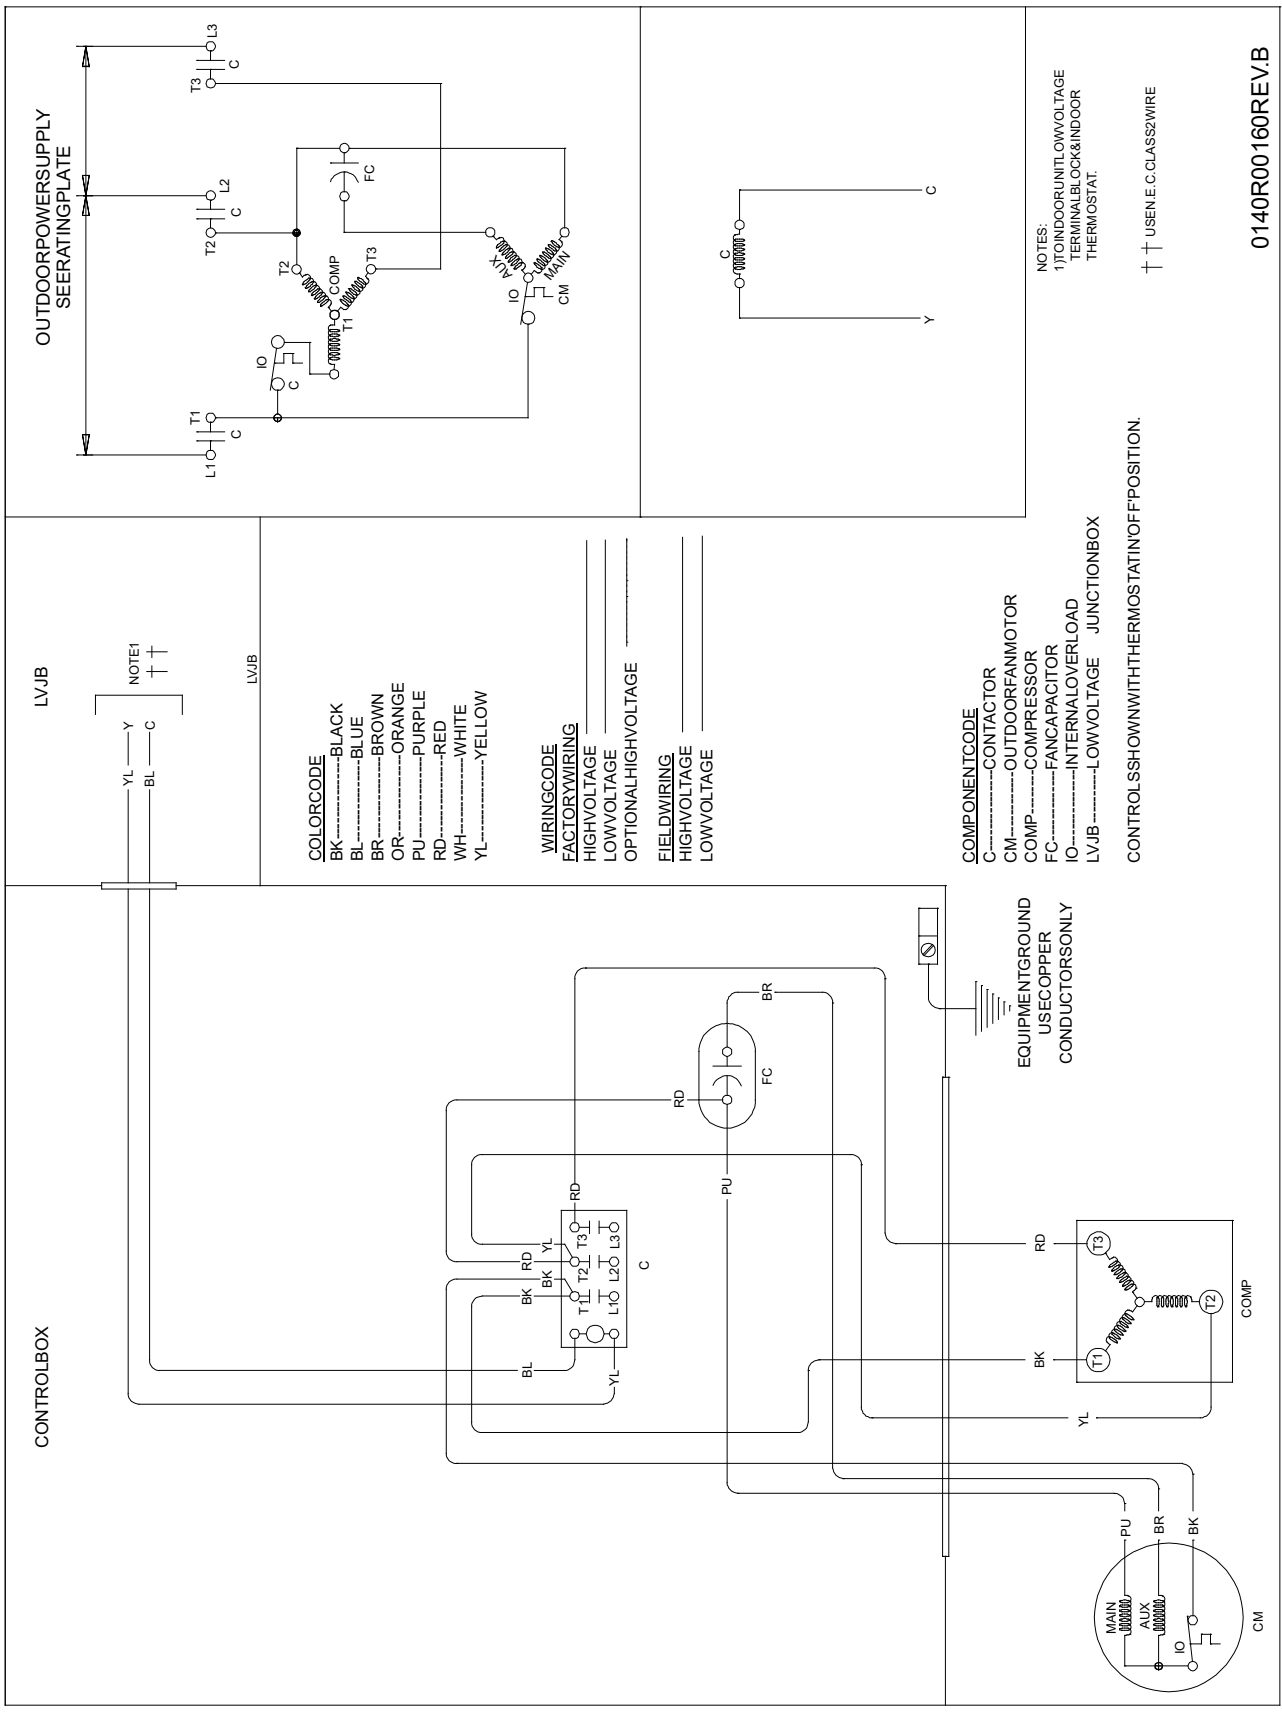 CONTROLBOX
LVJB
OUTDOORPOWERSUPPLY
SEERATINGPLATE
YL
Y
BL
C
NOTE1
††
LVJB
L1
T1
C
T2
L2
C
T3
L3
C
IO
C
T1
T2
COMP
T3
FC
AUX
MAIN
IO
CM
C
Y
C
COLORCODE
BK--------------BLACK
BL--------------BLUE
BR--------------BROWN
OR--------------ORANGE
PU--------------PURPLE
RD--------------RED
WH--------------WHITE
YL--------------YELLOW
WIRINGCODE
FACTORYWIRING
HIGHVOLTAGE
LOWVOLTAGE
OPTIONALHIGHVOLTAGE
FIELDWIRING
HIGHVOLTAGE
LOWVOLTAGE
COMPONENTCODE
C--------------CONTACTOR
CM--------------OUTDOORFANMOTOR
COMP--------------COMPRESSOR
FC--------------FANCAPACITOR
IO--------------INTERNALOVERLOAD
LVJB--------------LOWVOLTAGE JUNCTIONBOX
CONTROLSSHOWNWITHTHERMOSTATIN'OFF'POSITION.
NOTES:
1)TOINDOORUNITLOWVOLTAGE
TERMINALBLOCK&INDOOR
THERMOSTAT.
†† USEN.E.C.CLASS2WIRE
0140R00160REV.B
BL
YL
BK
BK
RD
YL
RD
T1
T2
T3
L1
L2
L3
C
RD
PU
BR
FC
EQUIPMENTGROUND
USECOPPER
CONDUCTORSONLY
BK
RD
YL
T1
T2
T3
COMP
PU
BR
BK
MAIN
AUX
IO
CM